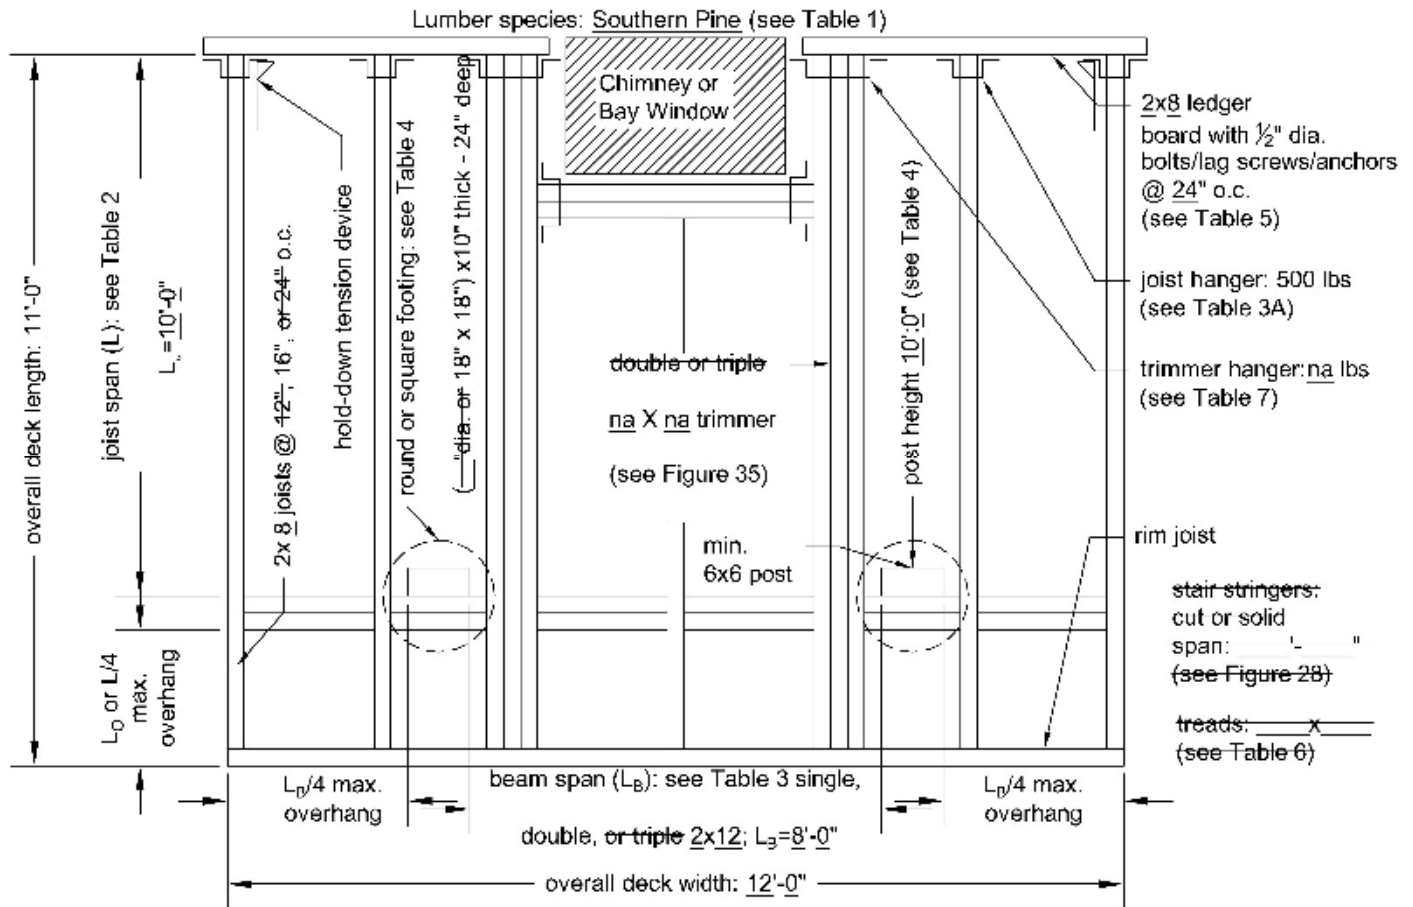 Lumber species: Southern Pine (see Table 1)
Chimney or
Bay Window
overall deck length: 11'-0"
joist span (L): see Table 2
L =10'-0"
2x 8 joists @ 12", 16", or 24" o.c.
hold-down tension device
round or square footing: see Table 4
(__"dia. or 18" x 18") x10" thick - 24" deep
double or triple
na X na trimmer
(see Figure 35)
min.
6x6 post
post height 10':0" (see Table 4)
2x8 ledger
board with ½" dia.
bolts/lag screws/anchors
@ 24" o.c.
(see Table 5)
joist hanger: 500 lbs
(see Table 3A)
trimmer hanger: na lbs
(see Table 7)
rim joist
stair stringers:
cut or solid
span: ____'-____"
(see Figure 28)
treads: ____x____
(see Table 6)
LO or L/4
max.
overhang
LB/4 max.
overhang
beam span (LB): see Table 3 single,
double, or triple 2x12; LB=8'-0"
LB/4 max.
overhang
overall deck width: 12'-0"